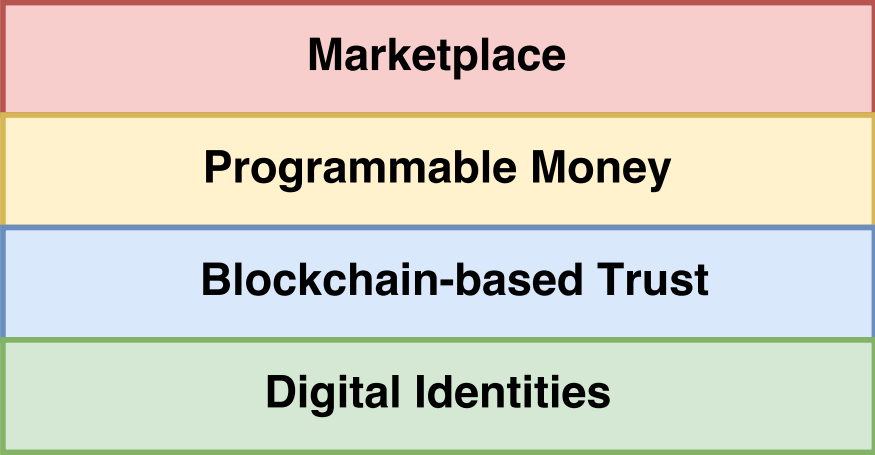 Marketplace
Programmable Money
Blockchain-based Trust
Digital Identities